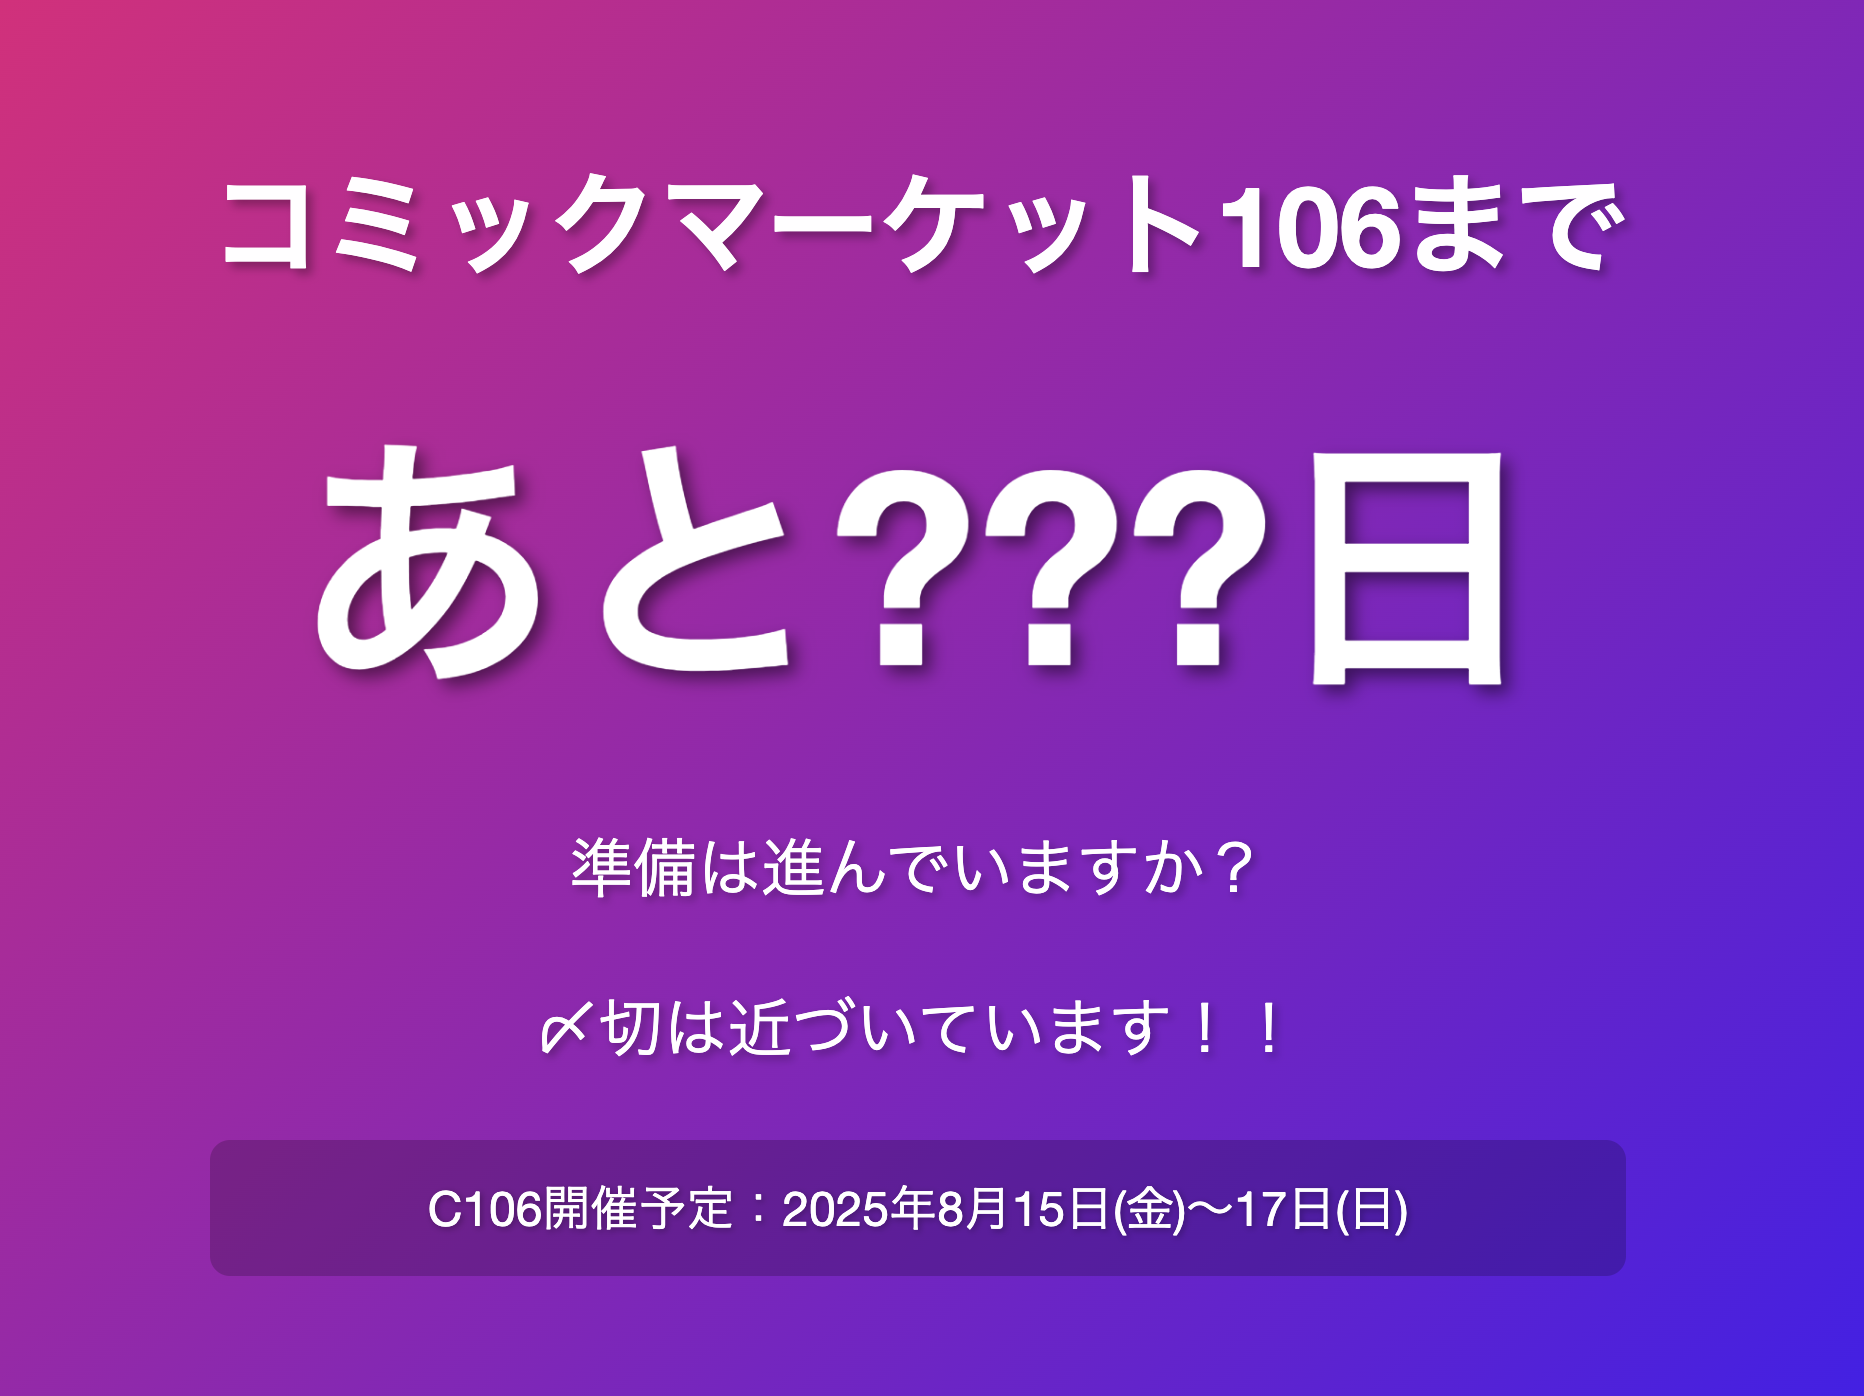 コミックマーケット106まで
あと???日
準備は進んでいますか？
〆切は近づいています！！
C106開催予定：2025年8月15日(金)〜17日(日)